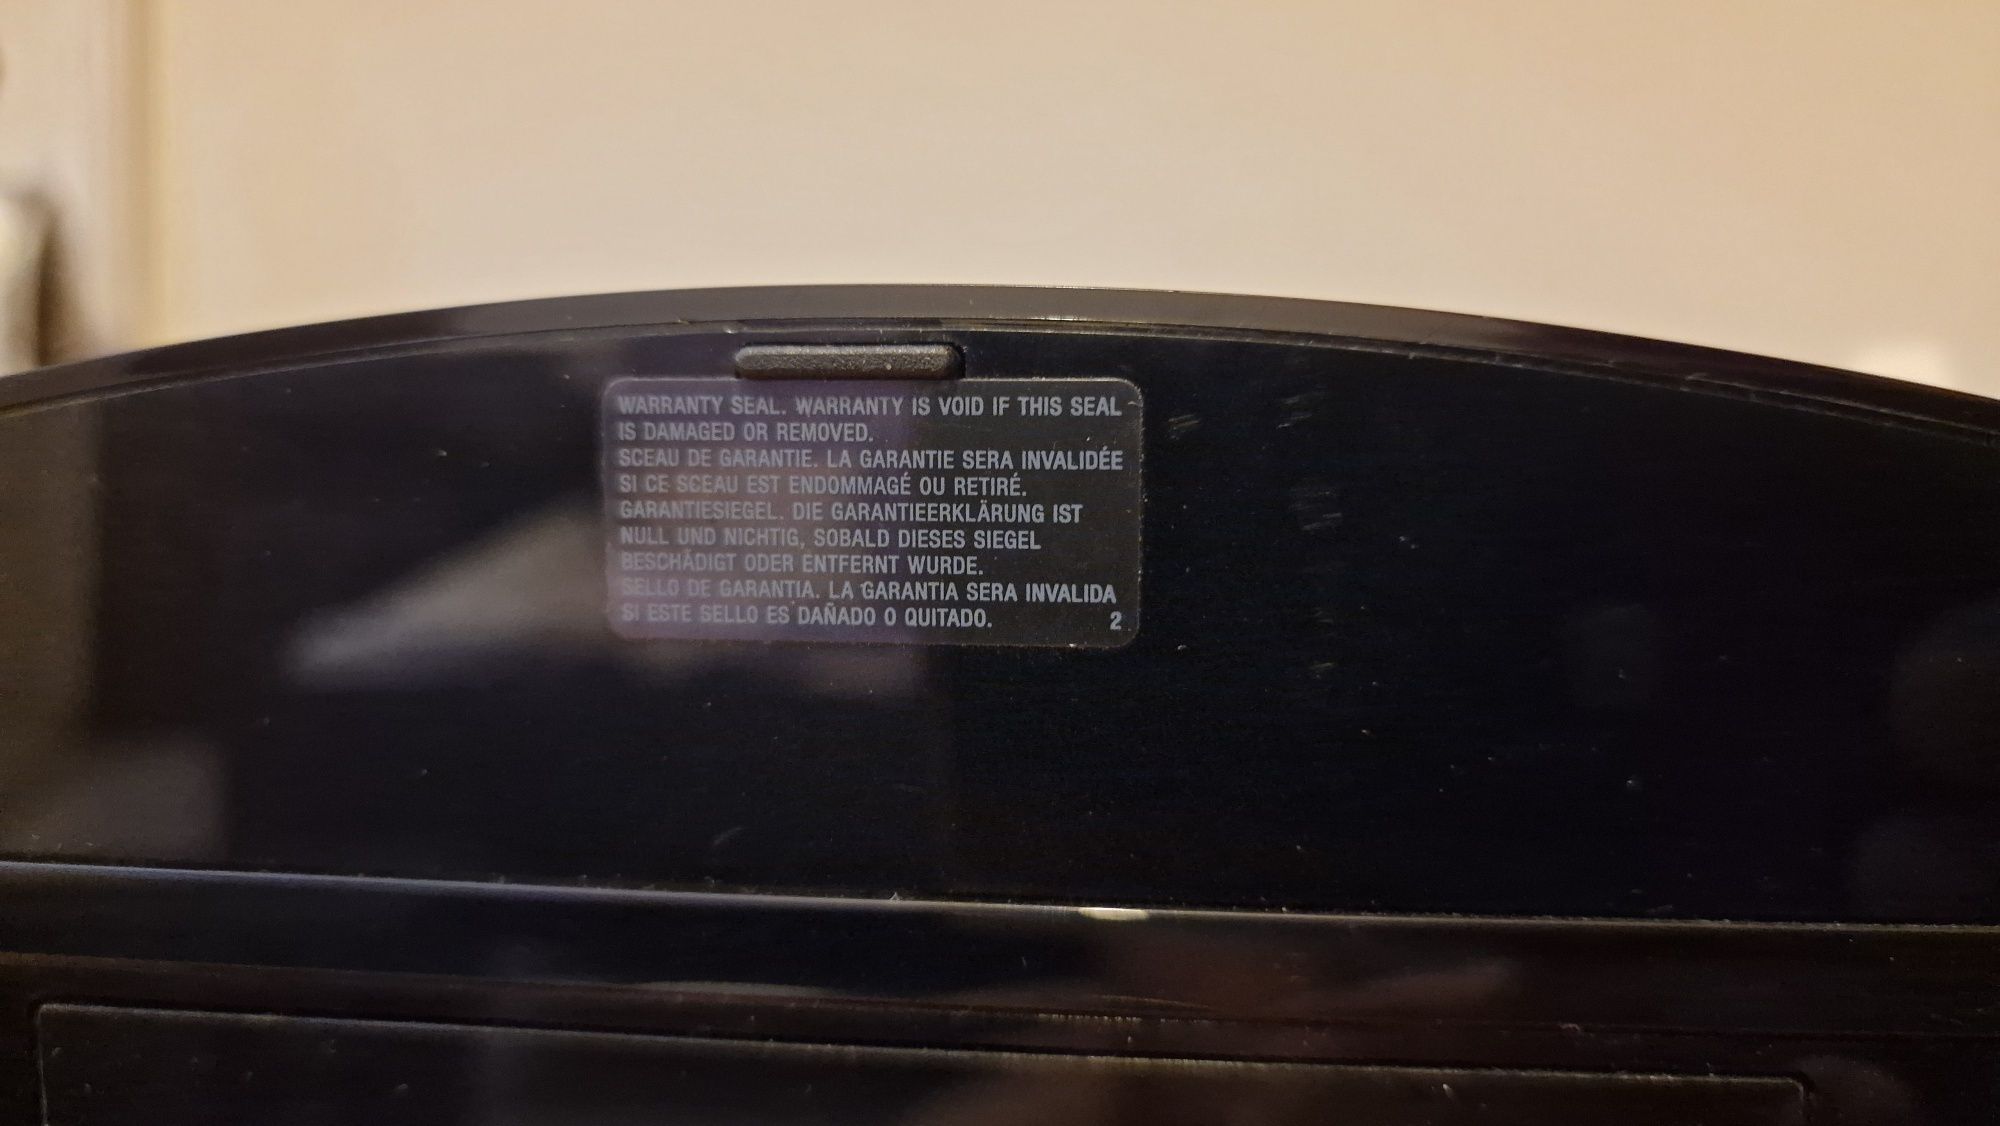 WARRANTY SEAL. WARRANTY IS VOID IF THIS SEAL
IS DAMAGED OR REMOVED.
SCEAU DE GARANTIE. LA GARANTIE SERA INVALIDÉE
SI CE SCEAU EST ENDOMMAGÉ OU RETIRÉ.
GARANTIESIEGEL. DIE GARANTIEERKLÄRUNG IST
NULL UND NICHTIG, SOBALD DIESES SIEGEL
BESCHÄDIGT ODER ENTFERNT WURDE.
SELLO DE GARANTIA. LA GARANTIA SERA INVALIDA
SI ESTE SELLO ES DAÑADO O QUITADO. 2